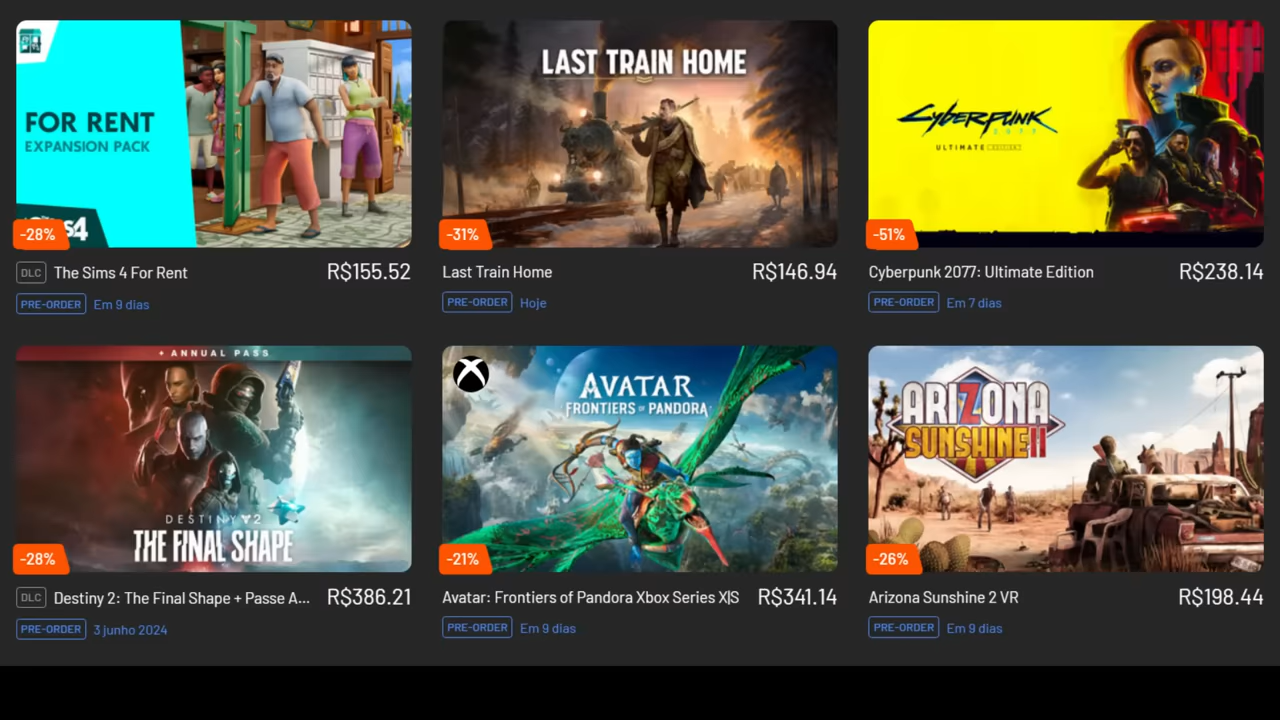 FOR RENT
EXPANSION PACK
S4
-28%
DLC The Sims 4 For Rent R$155.52
PRE-ORDER Em 9 dias
LAST TRAIN HOME
-31%
Last Train Home R$146.94
PRE-ORDER Hoje
CYBERPUNK
2077
ULTIMATE EDITION
-51%
Cyberpunk 2077: Ultimate Edition R$238.14
PRE-ORDER Em 7 dias
+ ANNUAL PASS
DESTINY 2
THE FINAL SHAPE
-28%
DLC Destiny 2: The Final Shape + Passe A... R$386.21
PRE-ORDER 3 junho 2024
AVATAR
FRONTIERS OF PANDORA
-21%
Avatar: Frontiers of Pandora Xbox Series X|S R$341.14
PRE-ORDER Em 9 dias
ARIZONA
SUNSHINE II
-26%
Arizona Sunshine 2 VR R$198.44
PRE-ORDER Em 9 dias